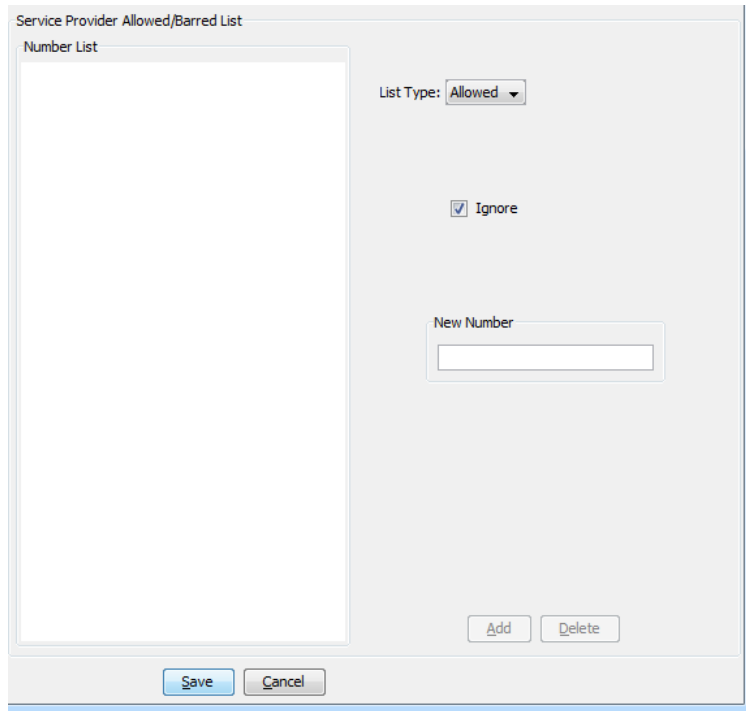 Service Provider Allowed/Barred List
Number List
List Type: Allowed
Ignore
New Number
Add Delete
Save Cancel